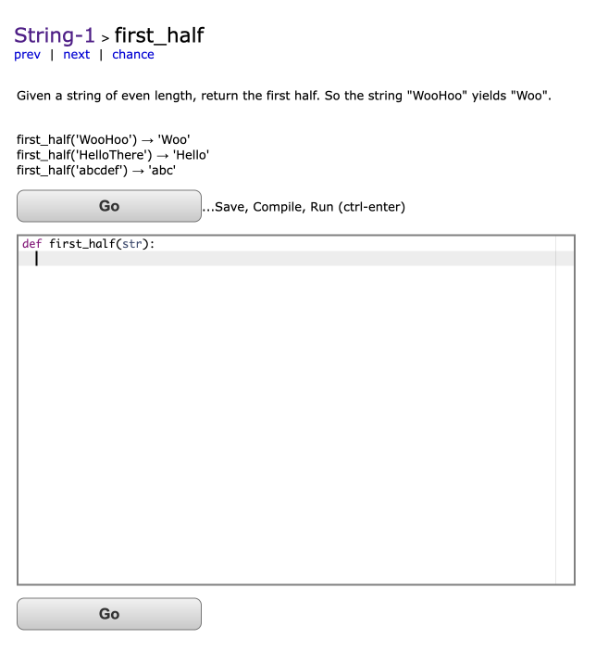 String-1 > first_half
prev | next | chance
Given a string of even length, return the first half. So the string "WooHoo" yields "Woo".
first_half('WooHoo') → 'Woo'
first_half('HelloThere') → 'Hello'
first_half('abcdef') → 'abc'
Go ...Save, Compile, Run (ctrl-enter)
def first_half(str):
Go